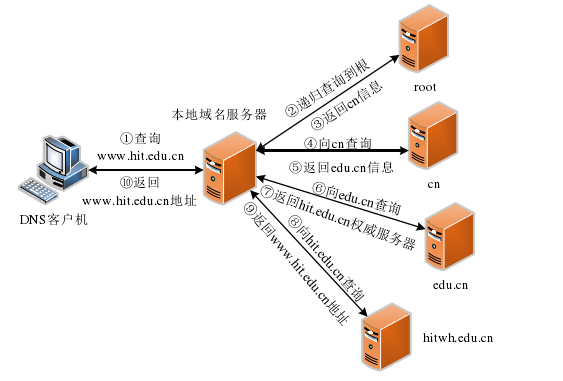 ①查询
www.hit.edu.cn
⑩返回
www.hit.edu.cn地址
DNS客户机
本地域名服务器
②递归查询到根
③返回cn信息
root
④向cn查询
⑤返回edu.cn信息
cn
⑥向edu.cn查询
⑦返回hit.edu.cn权威服务器
edu.cn
⑧向hit.edu.cn查询
⑨返回www.hit.edu.cn地址
hitwh.edu.cn